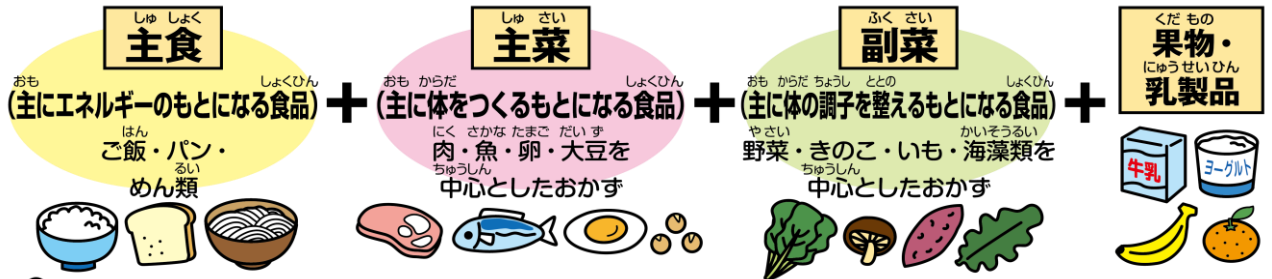 しゅ しょく
主食
おも しょくひん
(主にエネルギーのもとになる食品)
はん
ご飯・パン・
るい
めん類
+
しゅ さい
主菜
おも からだ しょくひん
(主に体をつくるもとになる食品)
にく さかな たまご だい ず
肉・魚・卵・大豆を
ちゅうしん
中心としたおかず
+
ふく さい
副菜
おも からだ ちょうし ととの しょくひん
(主に体の調子を整えるもとになる食品)
や さい かいそうるい
野菜・きのこ・いも・海藻類を
ちゅうしん
中心としたおかず
+
くだ もの
果物・
にゅうせいひん
乳製品
牛乳
ヨーグルト